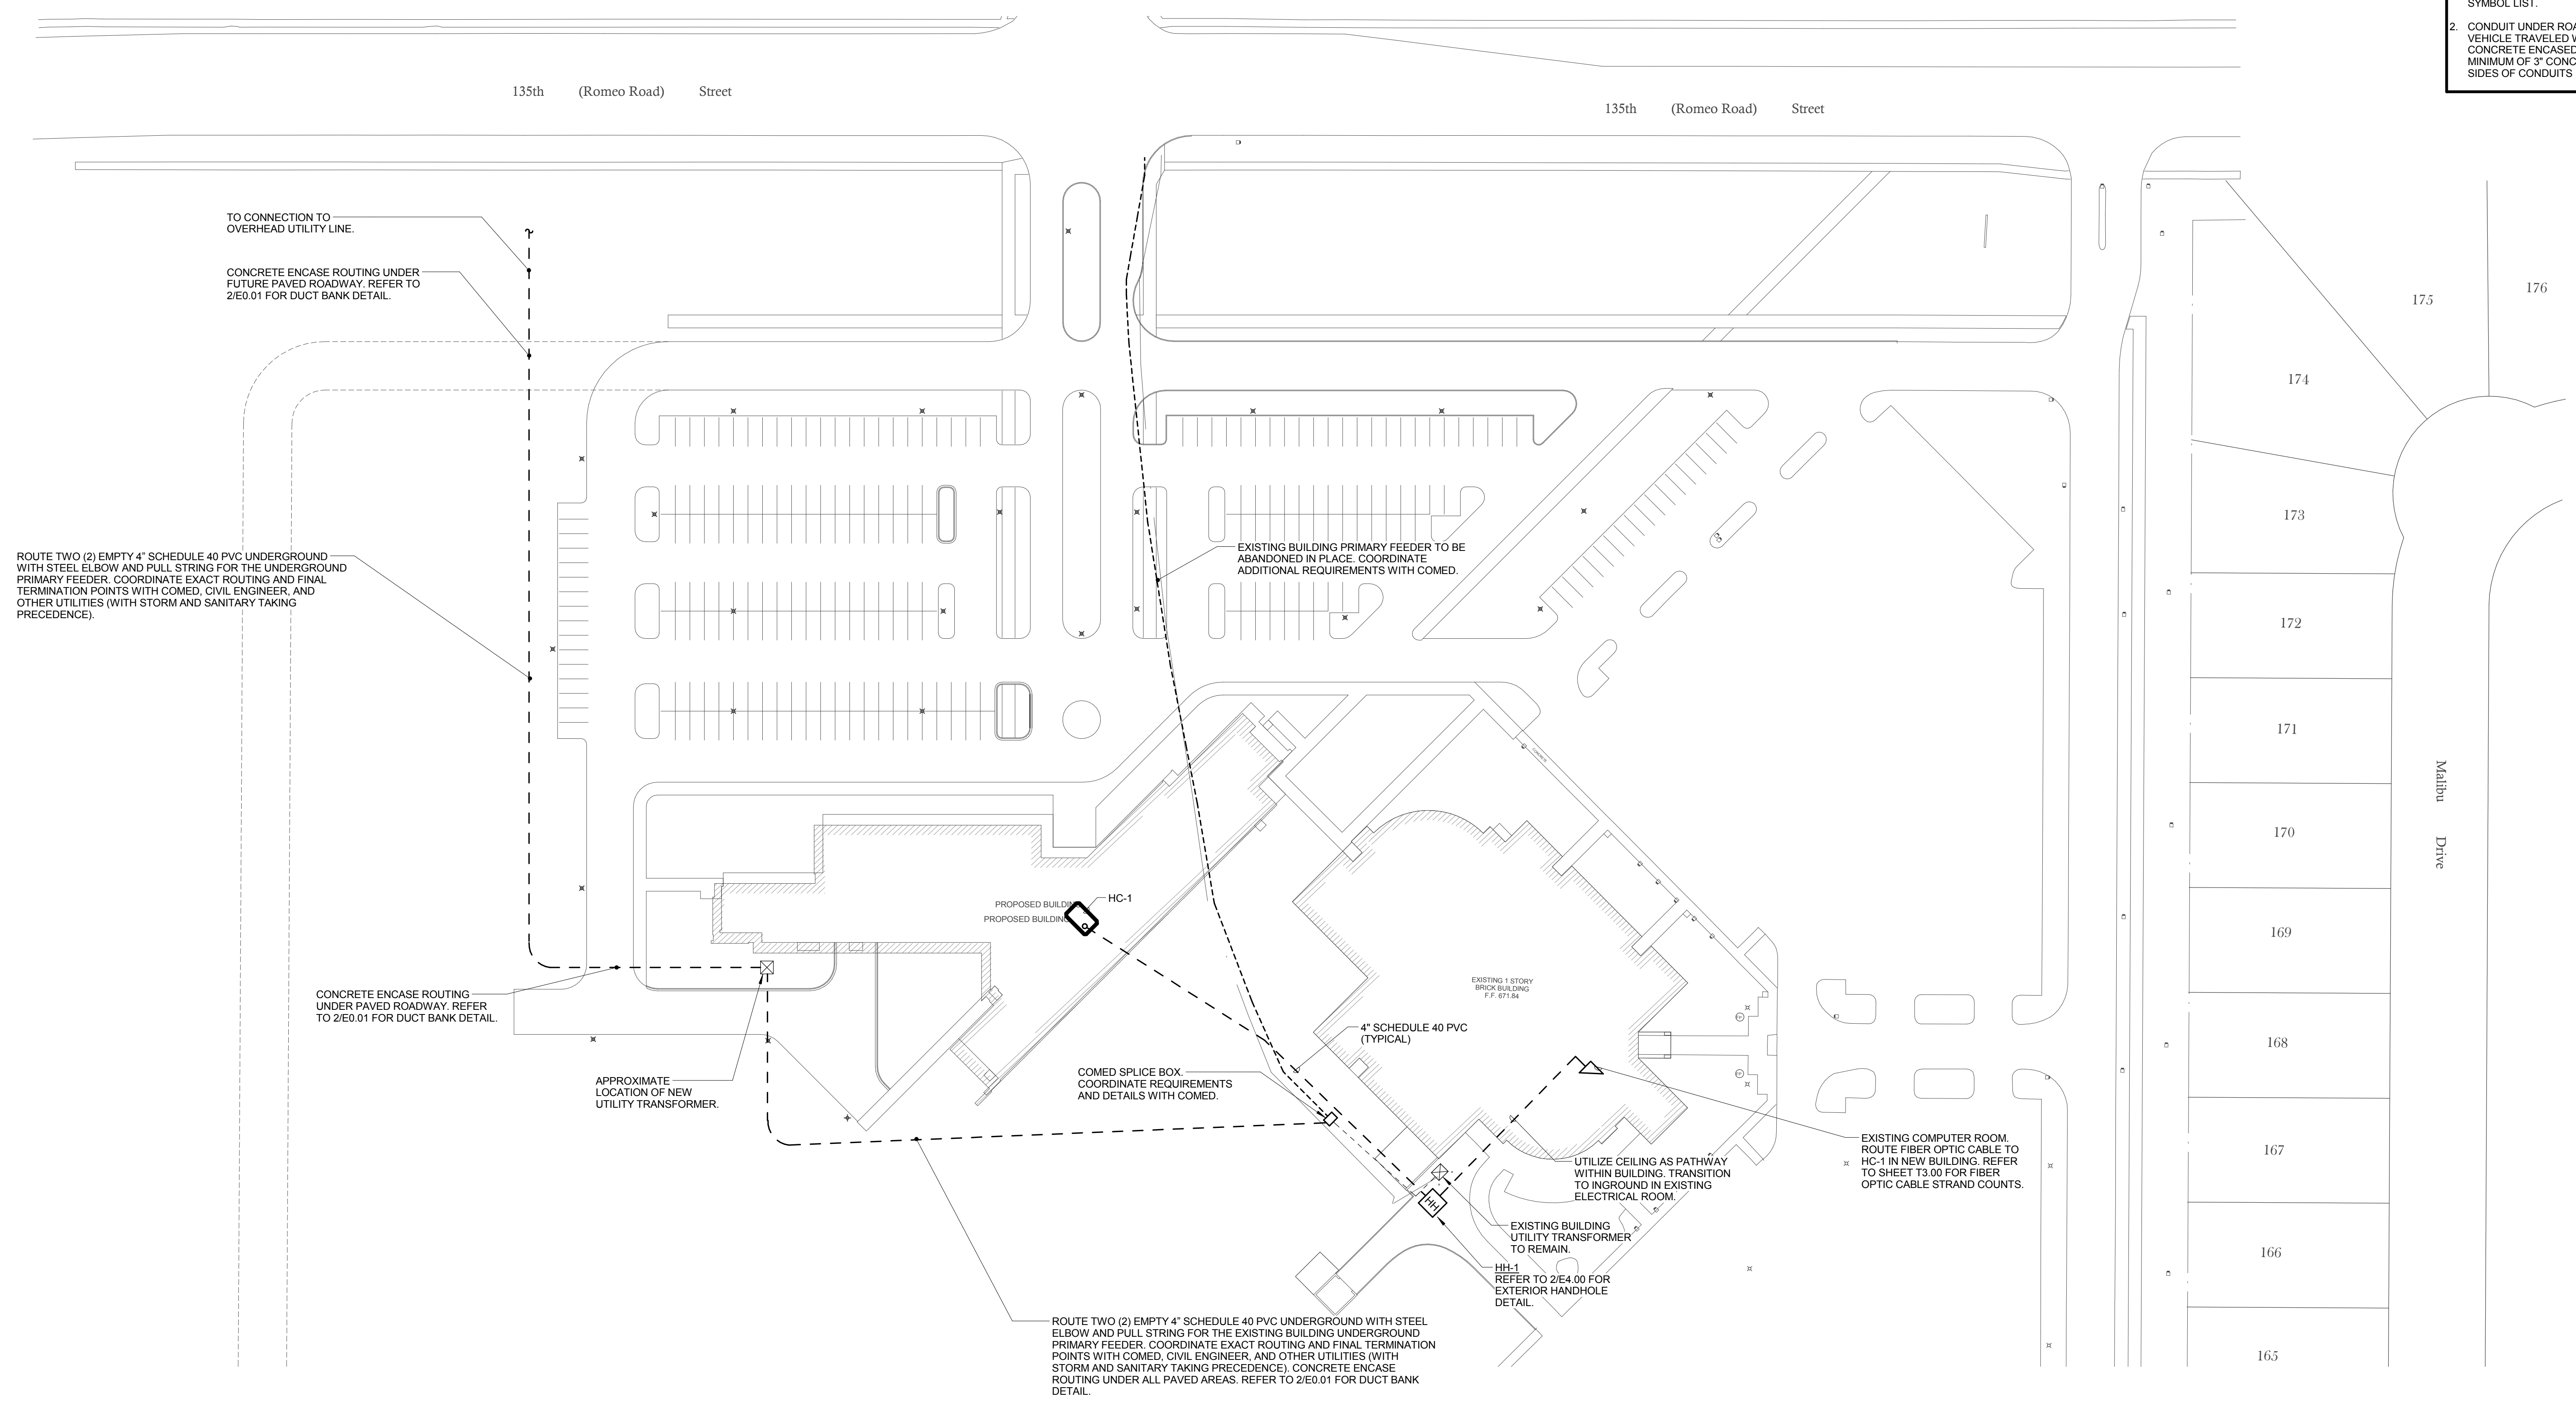 SYMBOL LIST.
2. CONDUIT UNDER
VEHICLE TRAVELED
CONCRETE ENCASED
MINIMUM OF 3"
SIDES OF CONDUITS
135th (Romeo Road) Street
135th (Romeo Road) Street
TO CONNECTION TO
OVERHEAD UTILITY LINE.
CONCRETE ENCASE ROUTING UNDER
FUTURE PAVED ROADWAY. REFER TO
2/E0.01 FOR DUCT BANK DETAIL.
175
176
174
173
172
171
170
169
168
167
166
165
Malibu Drive
ROUTE TWO (2) EMPTY 4" SCHEDULE 40 PVC UNDERGROUND
WITH STEEL ELBOW AND PULL STRING FOR THE UNDERGROUND
PRIMARY FEEDER. COORDINATE EXACT ROUTING AND FINAL
TERMINATION POINTS WITH COMED, CIVIL ENGINEER, AND
OTHER UTILITIES (WITH STORM AND SANITARY TAKING
PRECEDENCE).
EXISTING BUILDING PRIMARY FEEDER TO BE
ABANDONED IN PLACE. COORDINATE
ADDITIONAL REQUIREMENTS WITH COMED.
PROPOSED BUILDING
PROPOSED BUILDING
HC-1
EXISTING 1 STORY
BRICK BUILDING
F.F. 671.84
CONCRETE ENCASE ROUTING
UNDER PAVED ROADWAY. REFER
TO 2/E0.01 FOR DUCT BANK DETAIL.
4" SCHEDULE 40 PVC
(TYPICAL)
COMED SPLICE BOX.
COORDINATE REQUIREMENTS
AND DETAILS WITH COMED.
APPROXIMATE
LOCATION OF NEW
UTILITY TRANSFORMER.
EXISTING COMPUTER ROOM.
ROUTE FIBER OPTIC CABLE TO
HC-1 IN NEW BUILDING. REFER
TO SHEET T3.00 FOR FIBER
OPTIC CABLE STRAND COUNTS.
UTILIZE CEILING AS PATHWAY
WITHIN BUILDING. TRANSITION
TO INGROUND IN EXISTING
ELECTRICAL ROOM.
HH
EXISTING BUILDING
UTILITY TRANSFORMER
TO REMAIN.
HH-1
REFER TO 2/E4.00 FOR
EXTERIOR HANDHOLE
DETAIL.
ROUTE TWO (2) EMPTY 4" SCHEDULE 40 PVC UNDERGROUND WITH STEEL
ELBOW AND PULL STRING FOR THE EXISTING BUILDING UNDERGROUND
PRIMARY FEEDER. COORDINATE EXACT ROUTING AND FINAL TERMINATION
POINTS WITH COMED, CIVIL ENGINEER, AND OTHER UTILITIES (WITH
STORM AND SANITARY TAKING PRECEDENCE). CONCRETE ENCASE
ROUTING UNDER ALL PAVED AREAS. REFER TO 2/E0.01 FOR DUCT BANK
DETAIL.